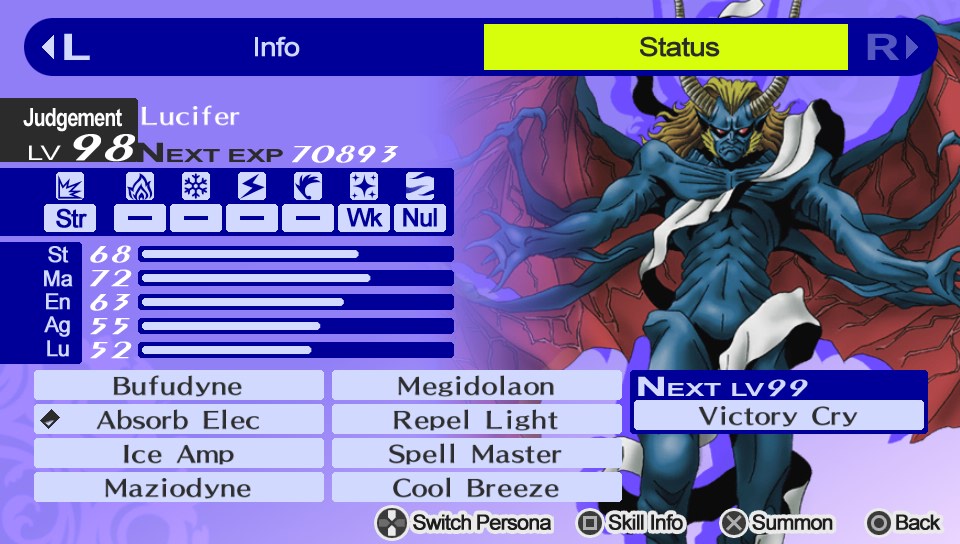 L Info Status R
Judgement Lucifer
LV 98 NEXT EXP 70893
Str — — — — Wk Nul
St 68
Ma 72
En 63
Ag 55
Lu 52
Bufudyne Megidolaon NEXT LV99
Absorb Elec Repel Light Victory Cry
Ice Amp Spell Master
Maziodyne Cool Breeze
Switch Persona Skill Info Summon Back